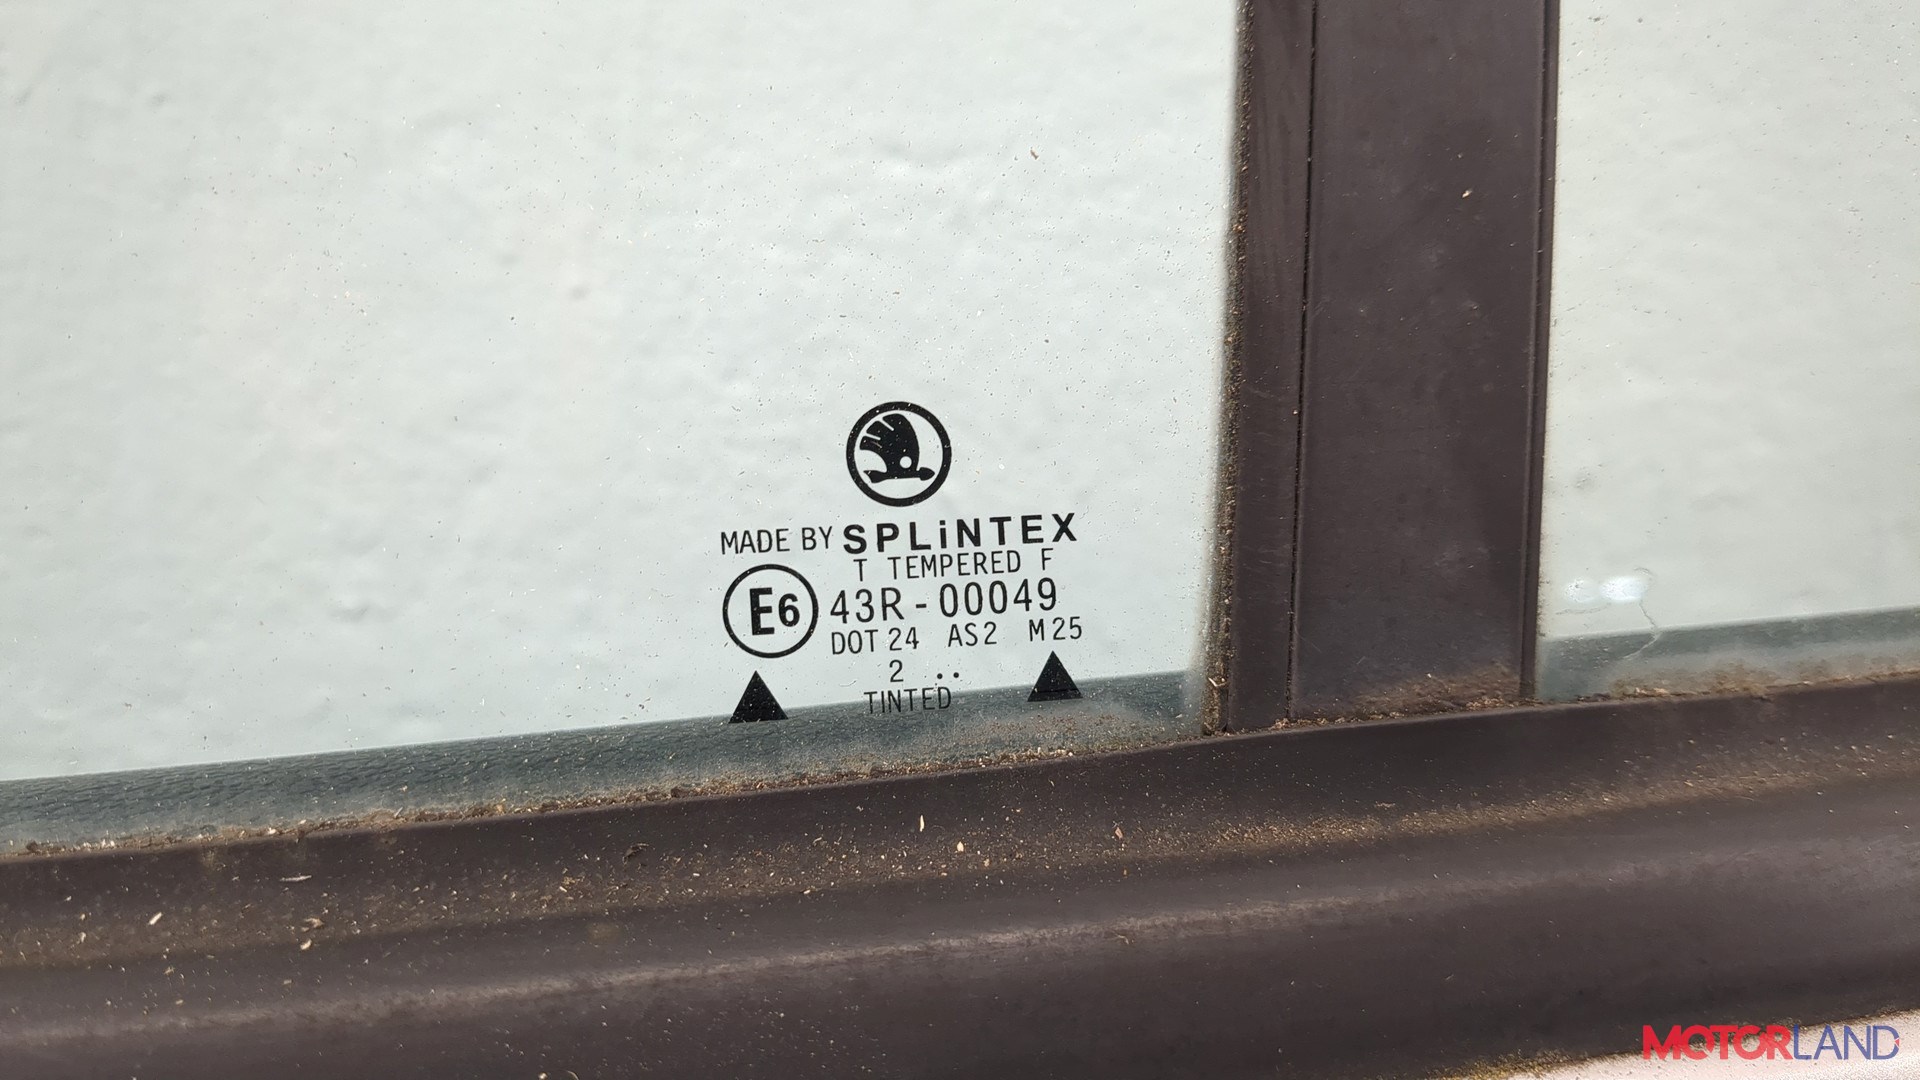 MADE BY SPLiNTEX
T TEMPERED F
E6 43R-00049
DOT 24 AS2 M25
2 ..
TINTED
MOTORLAND